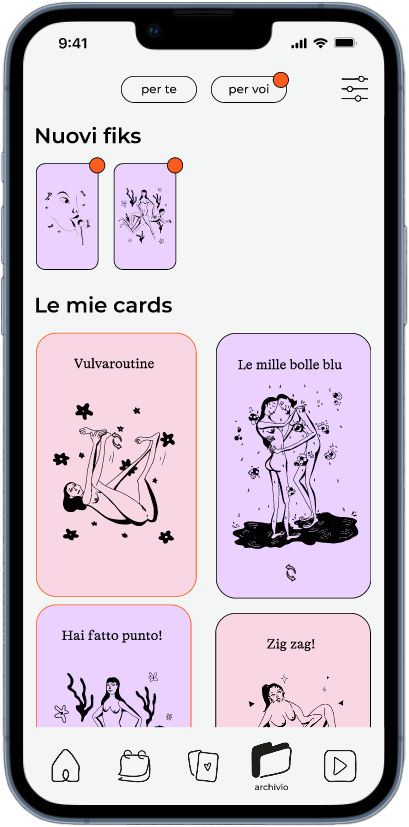 9:41
per te
per voi
Nuovi fiks
Le mie cards
Vulvaroutine
Le mille bolle blu
Hai fatto punto!
Zig zag!
archivio